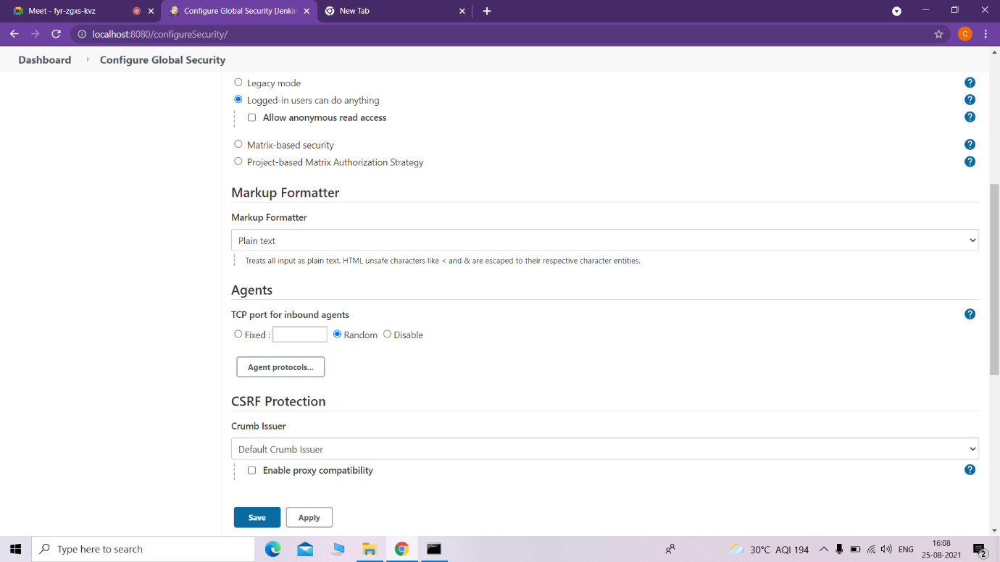 Meet - fyr-zgxs-kvz
Configure Global Security [Jenkin
New Tab
localhost:8080/configureSecurity/
C
Dashboard
Configure Global Security
Legacy mode
?
Logged-in users can do anything
?
Allow anonymous read access
?
Matrix-based security
?
Project-based Matrix Authorization Strategy
?
Markup Formatter
Markup Formatter
Plain text
Treats all input as plain text. HTML unsafe characters like < and & are escaped to their respective character entities.
Agents
TCP port for inbound agents
?
Fixed :
Random
Disable
Agent protocols...
CSRF Protection
Crumb Issuer
Default Crumb Issuer
Enable proxy compatibility
?
Save
Apply
Type here to search
30°C AQI 194
ENG
16:08
25-08-2021
2